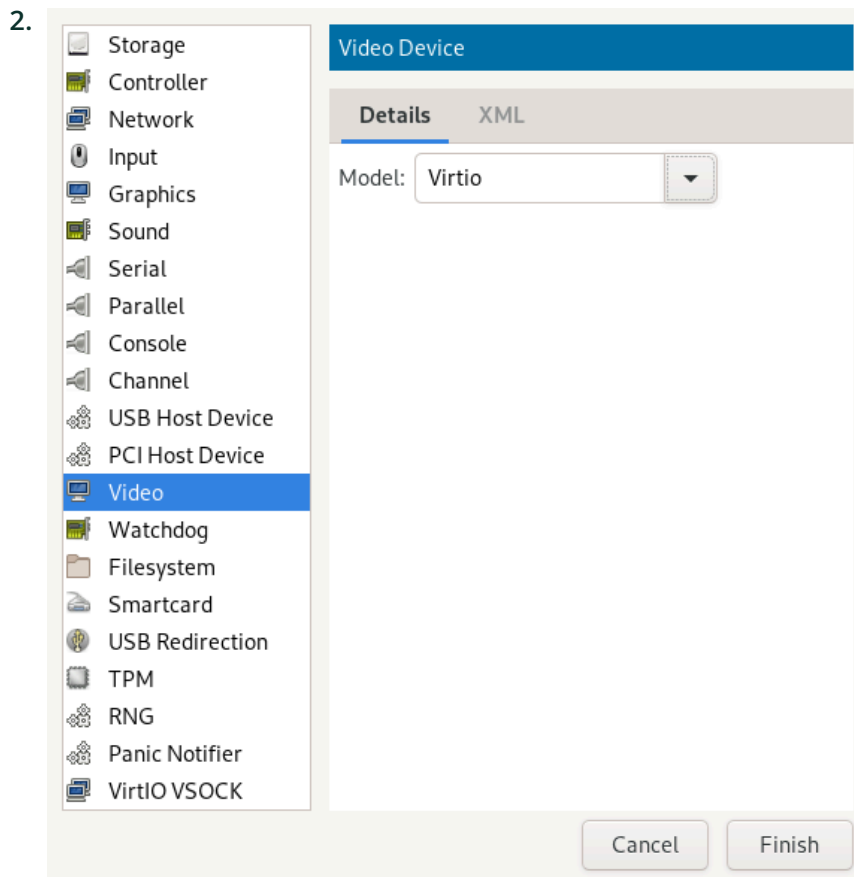 2.
Storage
Controller
Network
Input
Graphics
Sound
Serial
Parallel
Console
Channel
USB Host Device
PCI Host Device
Video
Watchdog
Filesystem
Smartcard
USB Redirection
TPM
RNG
Panic Notifier
VirtIO VSOCK
Video Device
Details XML
Model: Virtio
Cancel Finish